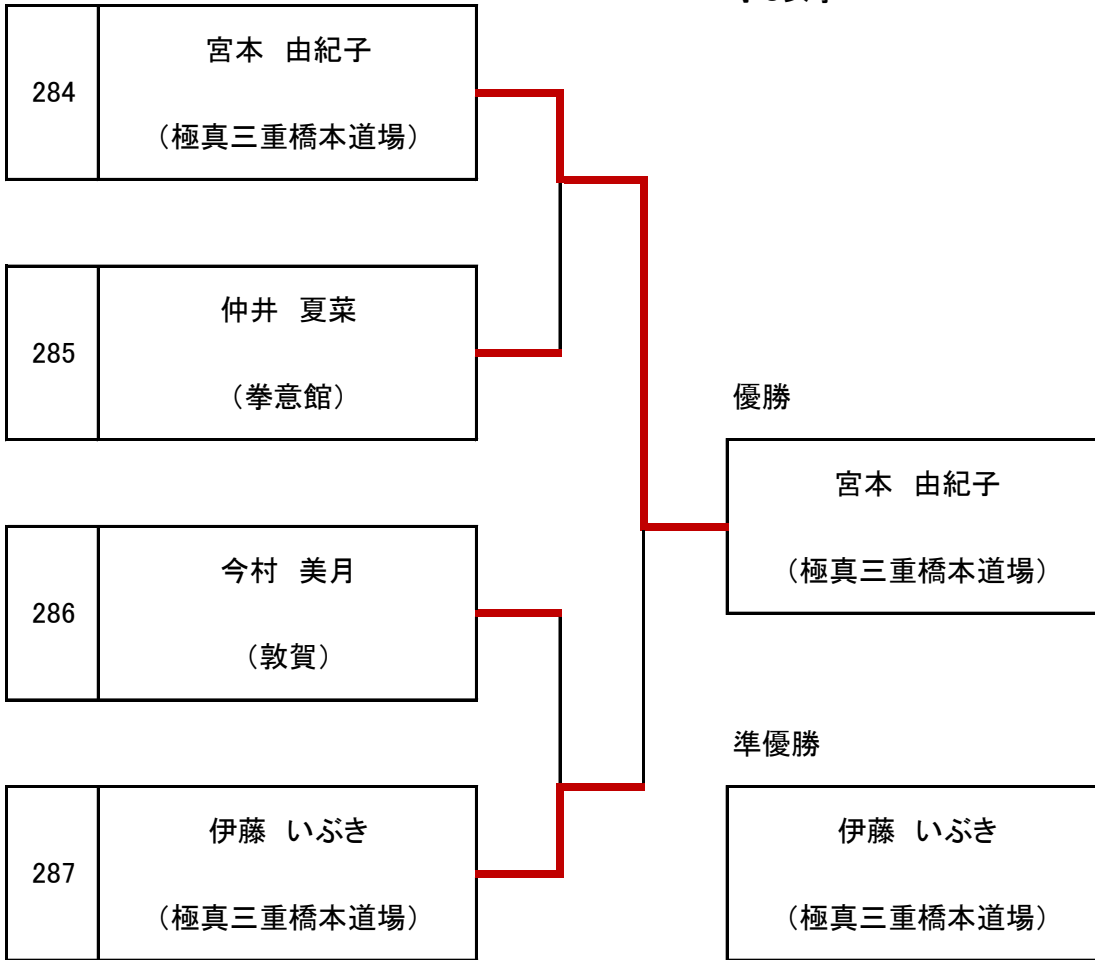 284
宮本 由紀子
（極真三重橋本道場）
285
仲井 夏菜
（拳意館）
286
今村 美月
（敦賀）
287
伊藤 いぶき
（極真三重橋本道場）
優勝
宮本 由紀子
（極真三重橋本道場）
準優勝
伊藤 いぶき
（極真三重橋本道場）